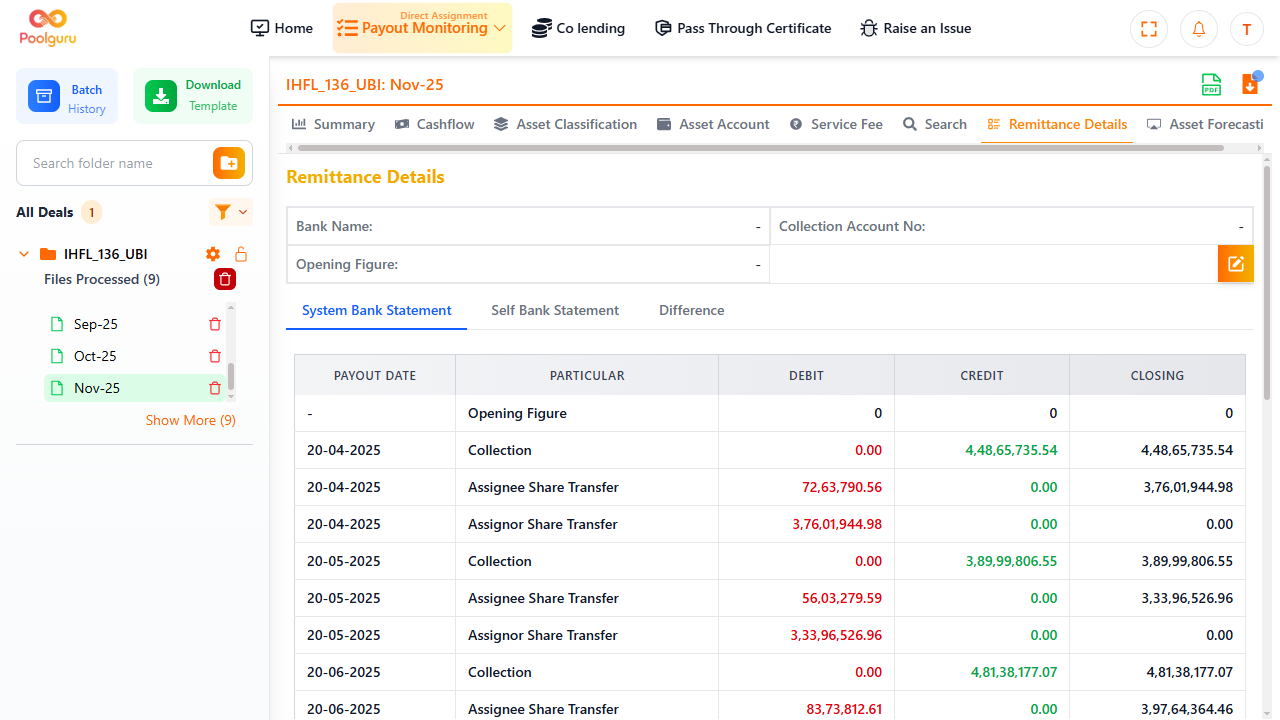 Poolguru
Home
Direct Assignment
Payout Monitoring
Co lending
Pass Through Certificate
Raise an Issue
T
Batch
History
Download
Template
Search folder name
All Deals 1
IHFL_136_UBI
Files Processed (9)
Sep-25
Oct-25
Nov-25
Show More (9)
IHFL_136_UBI: Nov-25
PDF
Summary Cashflow Asset Classification Asset Account Service Fee Search Remittance Details Asset Forecasti
Remittance Details
Bank Name: - Collection Account No: -
Opening Figure: -
System Bank Statement Self Bank Statement Difference
PAYOUT DATE PARTICULAR DEBIT CREDIT CLOSING
- Opening Figure 0 0 0
20-04-2025 Collection 0.00 4,48,65,735.54 4,48,65,735.54
20-04-2025 Assignee Share Transfer 72,63,790.56 0.00 3,76,01,944.98
20-04-2025 Assignor Share Transfer 3,76,01,944.98 0.00 0.00
20-05-2025 Collection 0.00 3,89,99,806.55 3,89,99,806.55
20-05-2025 Assignee Share Transfer 56,03,279.59 0.00 3,33,96,526.96
20-05-2025 Assignor Share Transfer 3,33,96,526.96 0.00 0.00
20-06-2025 Collection 0.00 4,81,38,177.07 4,81,38,177.07
20-06-2025 Assignee Share Transfer 83,73,812.61 0.00 3,97,64,364.46